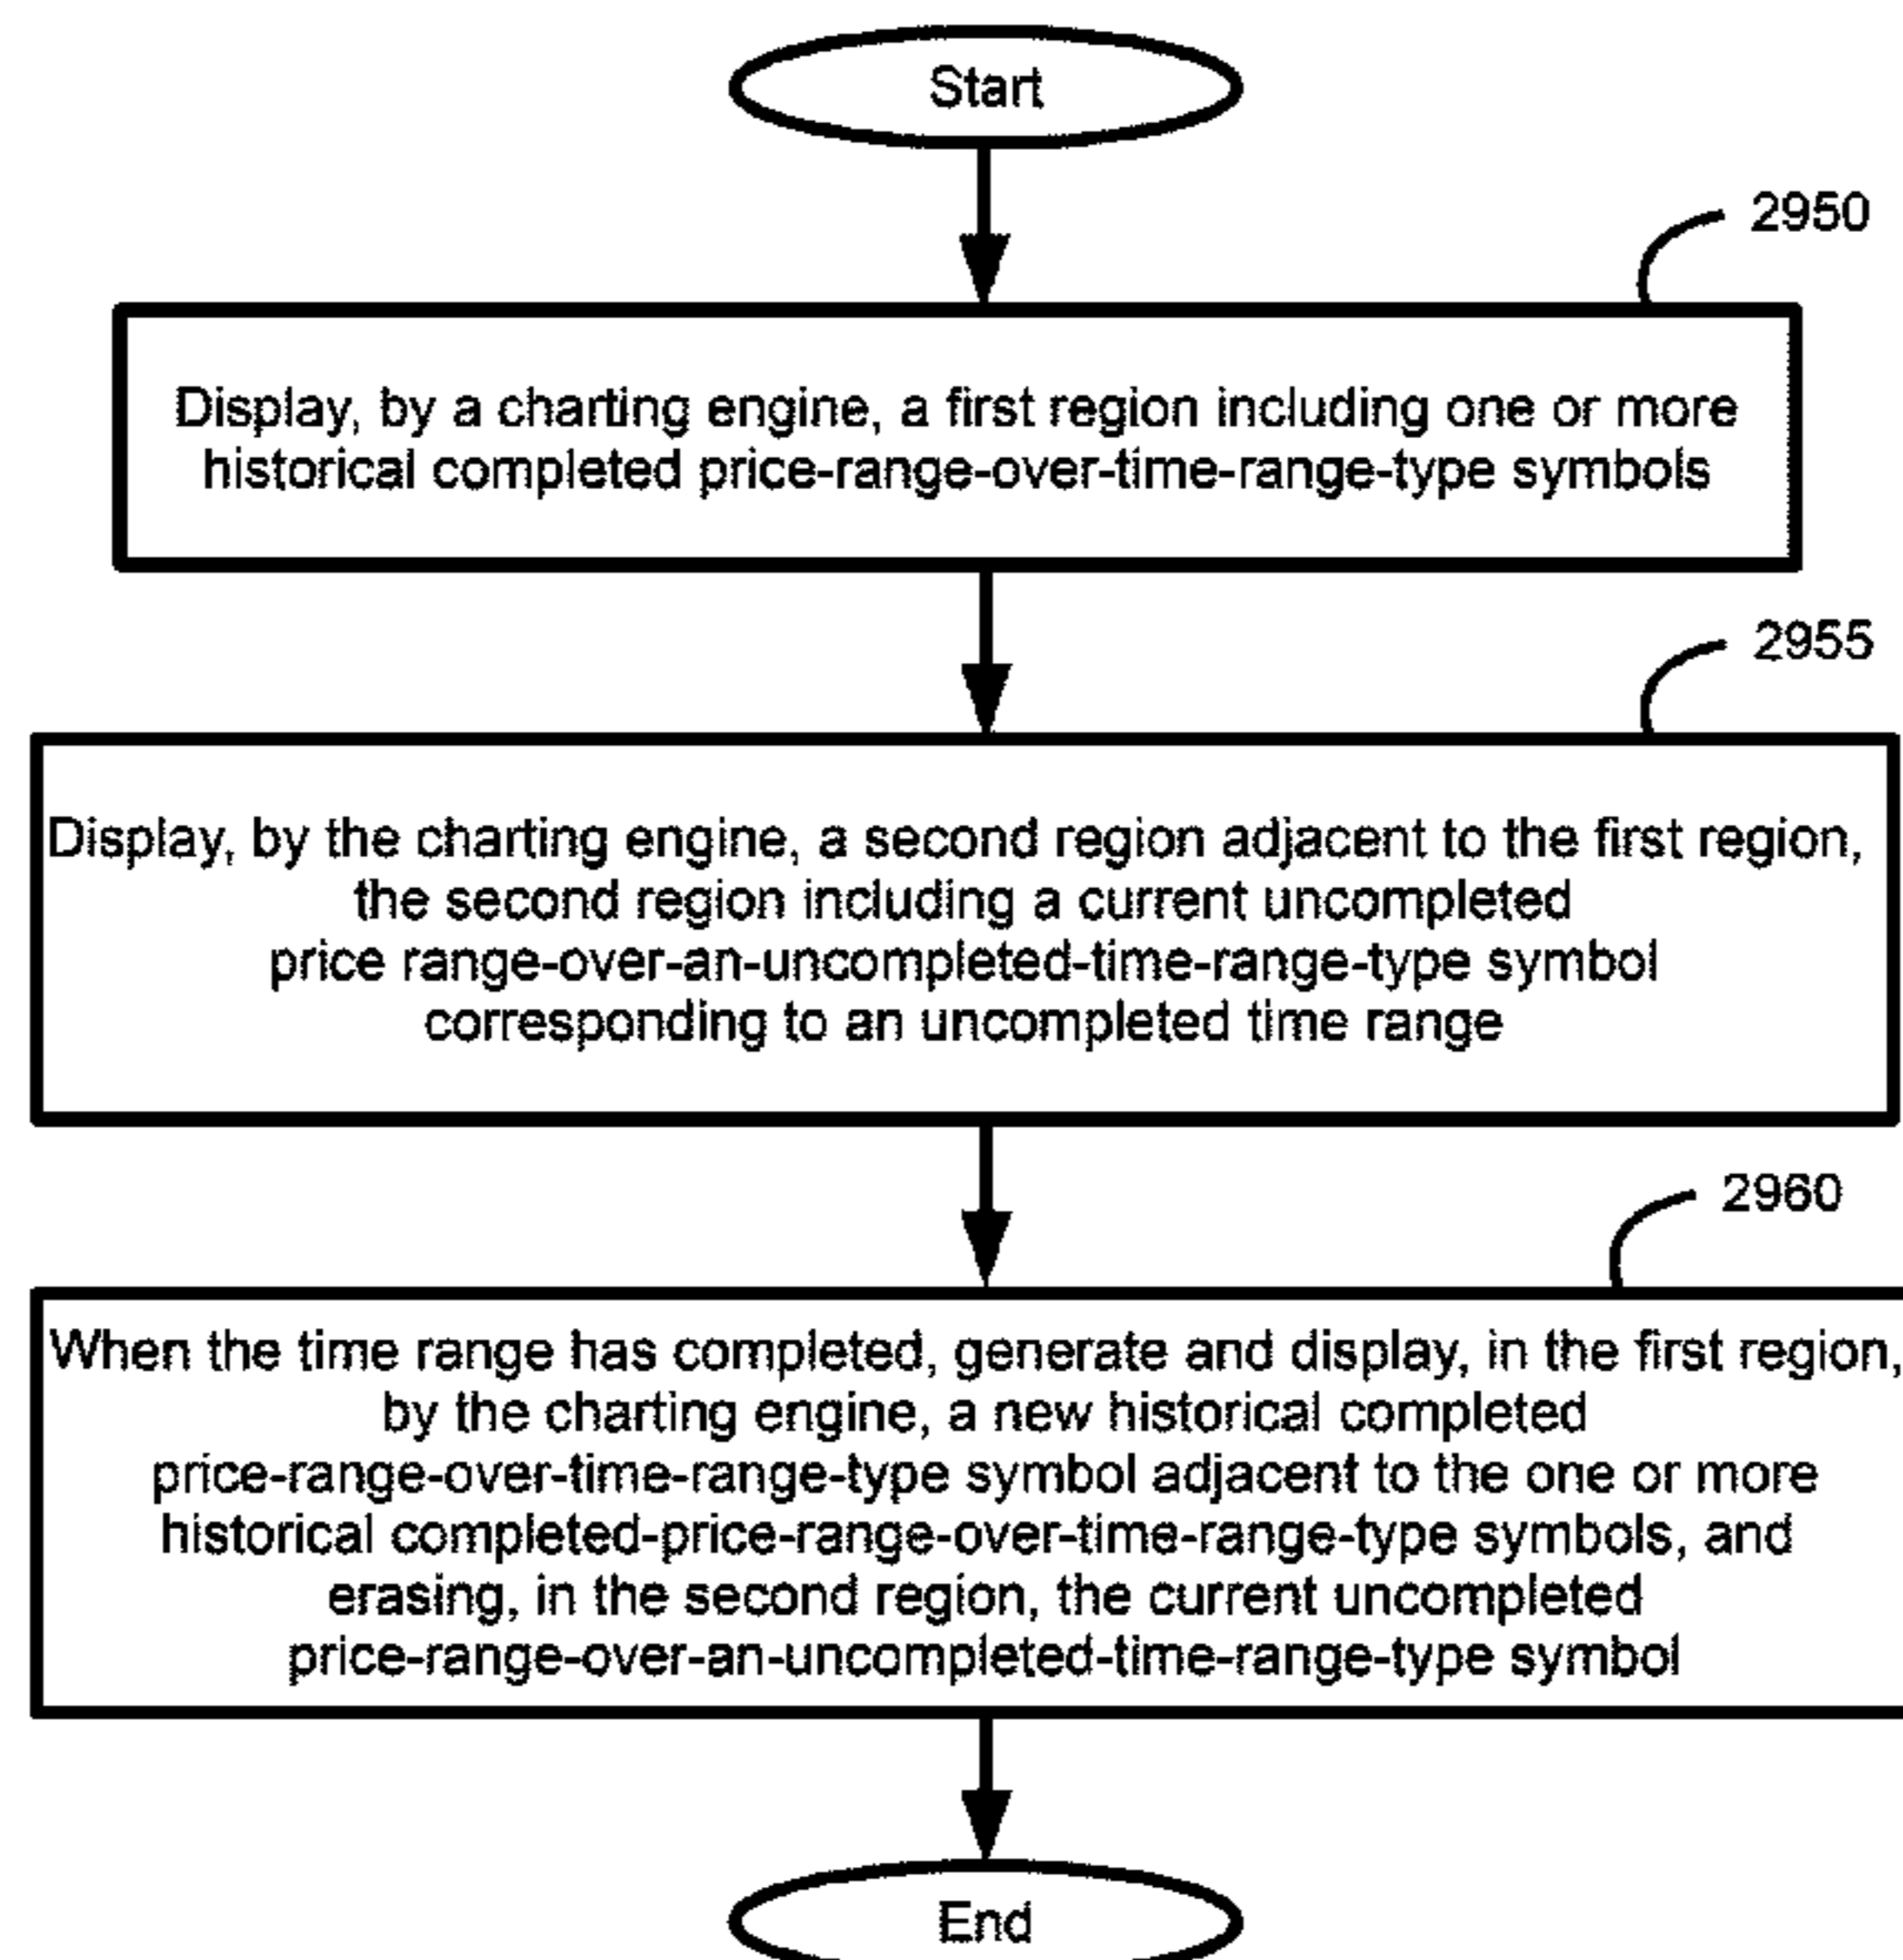 Start
2950
Display, by a charting engine, a first region including one or more
historical completed price-range-over-time-range-type symbols
2955
Display, by the charting engine, a second region adjacent to the first region,
the second region including a current uncompleted
price range-over-an-uncompleted-time-range-type symbol
corresponding to an uncompleted time range
2960
When the time range has completed, generate and display, in the first region,
by the charting engine, a new historical completed
price-range-over-time-range-type symbol adjacent to the one or more
historical completed-price-range-over-time-range-type symbols, and
erasing, in the second region, the current uncompleted
price-range-over-an-uncompleted-time-range-type symbol
End